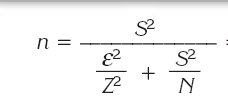 n = S² / (ε²/Z² + S²/N) =